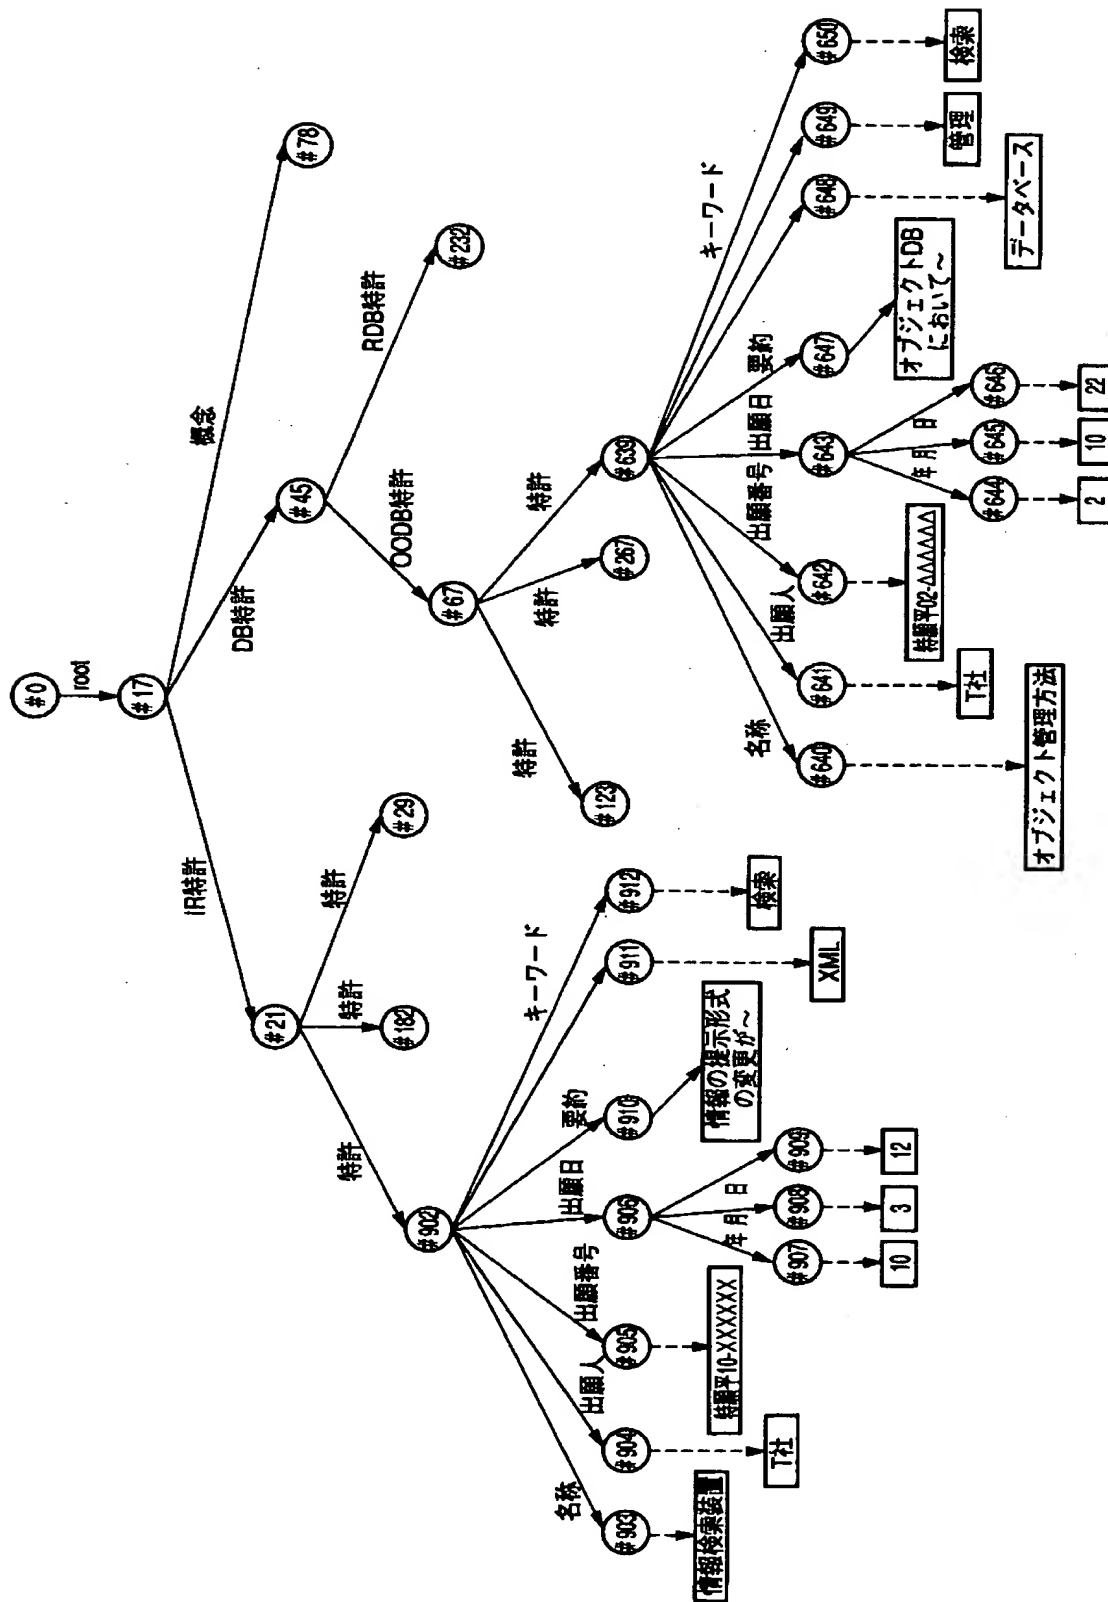 #0
root
#17
IR特許
DB特許
概念
#21
#45
#78
特許
特許
特許
OODB特許
RDB特許
#902
#182
#29
#67
#232
特許
特許
特許
#123
#267
#639
名称
出願人
出願番号
出願日
要約
キーワード
#903
#904
#905
#906
#910
#911
#912
情報検索装置
T社
特願平10-XXXXXX
年
月
日
#907
#908
#909
10
3
12
情報の提示形式
の変更が~
XML
検索
名称
出願人
出願番号
出願日
要約
キーワード
#640
#641
#642
#643
#647
#648
#649
#650
オブジェクト管理方法
T社
特願平02-△△△△△△
年
月
日
#644
#645
#646
2
10
22
オブジェクトDB
において~
データベース
管理
検索